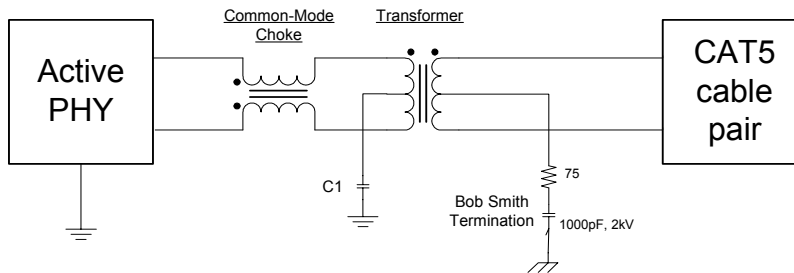 Common-Mode
Choke
Transformer
Active
PHY
CAT5
cable
pair
C1
75
Bob Smith
Termination
1000pF, 2kV